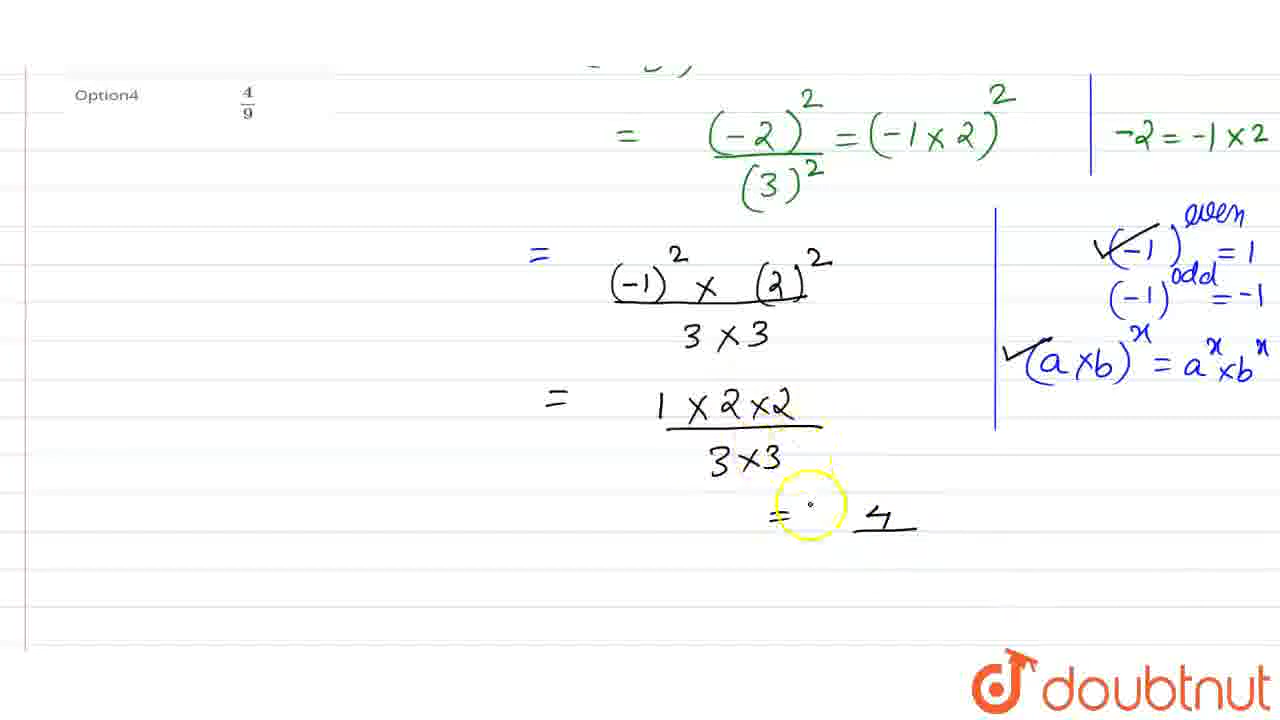 Option4 4/9
= (-2)^2/(3)^2 = (-1 × 2)^2
-2 = -1 × 2
= (-1)^2 × (2)^2 / 3 × 3
(-1)^even = 1
(-1)^odd = -1
(a × b)^x = a^x × b^x
= 1 × 2 × 2 / 3 × 3
= 4
doubtnut